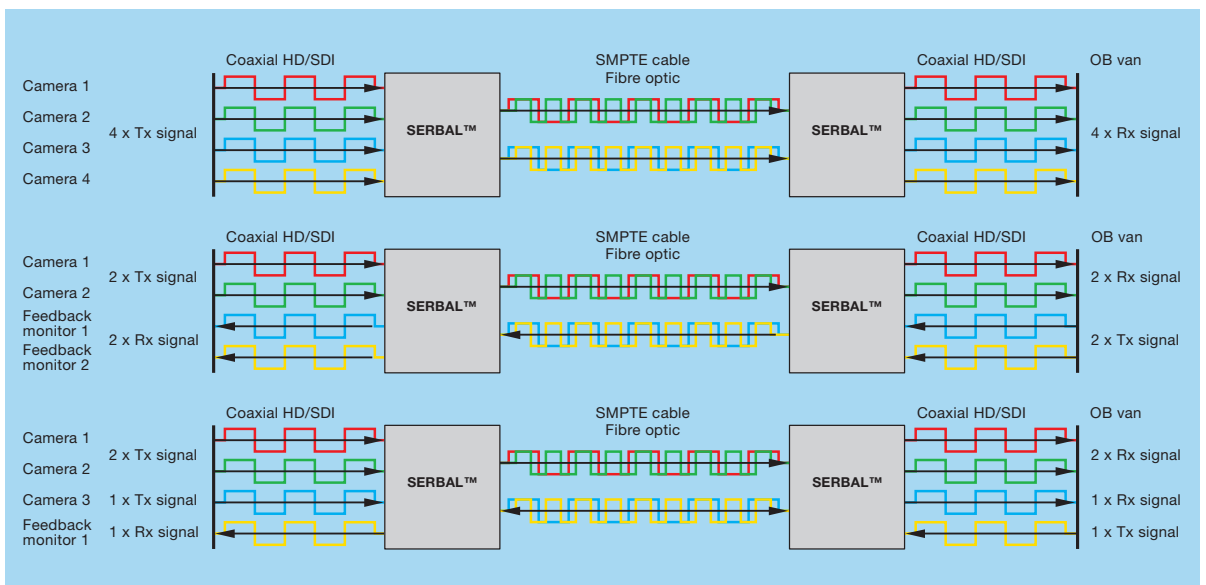 Coaxial HD/SDI
SMPTE cable
Fibre optic
Coaxial HD/SDI
OB van
Camera 1
Camera 2
4 x Tx signal
Camera 3
Camera 4
SERBAL™
SERBAL™
4 x Rx signal
Coaxial HD/SDI
SMPTE cable
Fibre optic
Coaxial HD/SDI
OB van
Camera 1
2 x Tx signal
Camera 2
Feedback
monitor 1
2 x Rx signal
Feedback
monitor 2
SERBAL™
SERBAL™
2 x Rx signal
2 x Tx signal
Coaxial HD/SDI
SMPTE cable
Fibre optic
Coaxial HD/SDI
OB van
Camera 1
2 x Tx signal
Camera 2
Camera 3
1 x Tx signal
Feedback
monitor 1
1 x Rx signal
SERBAL™
SERBAL™
2 x Rx signal
1 x Rx signal
1 x Tx signal